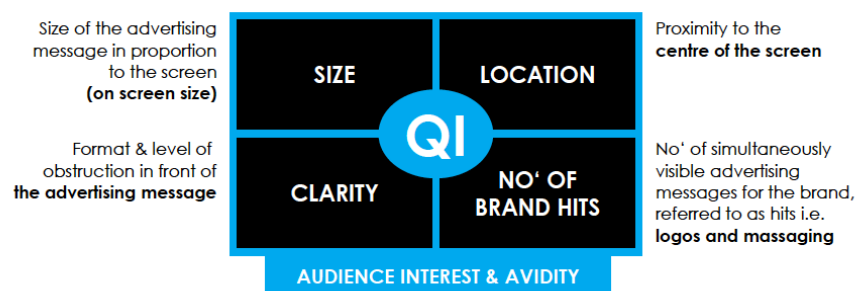 Size of the advertising
message in proportion
to the screen
(on screen size)
SIZE
LOCATION
Proximity to the
centre of the screen
QI
Format & level of
obstruction in front of
the advertising message
CLARITY
NO‘ OF
BRAND HITS
No‘ of simultaneously
visible advertising
messages for the brand,
referred to as hits i.e.
logos and massaging
AUDIENCE INTEREST & AVIDITY